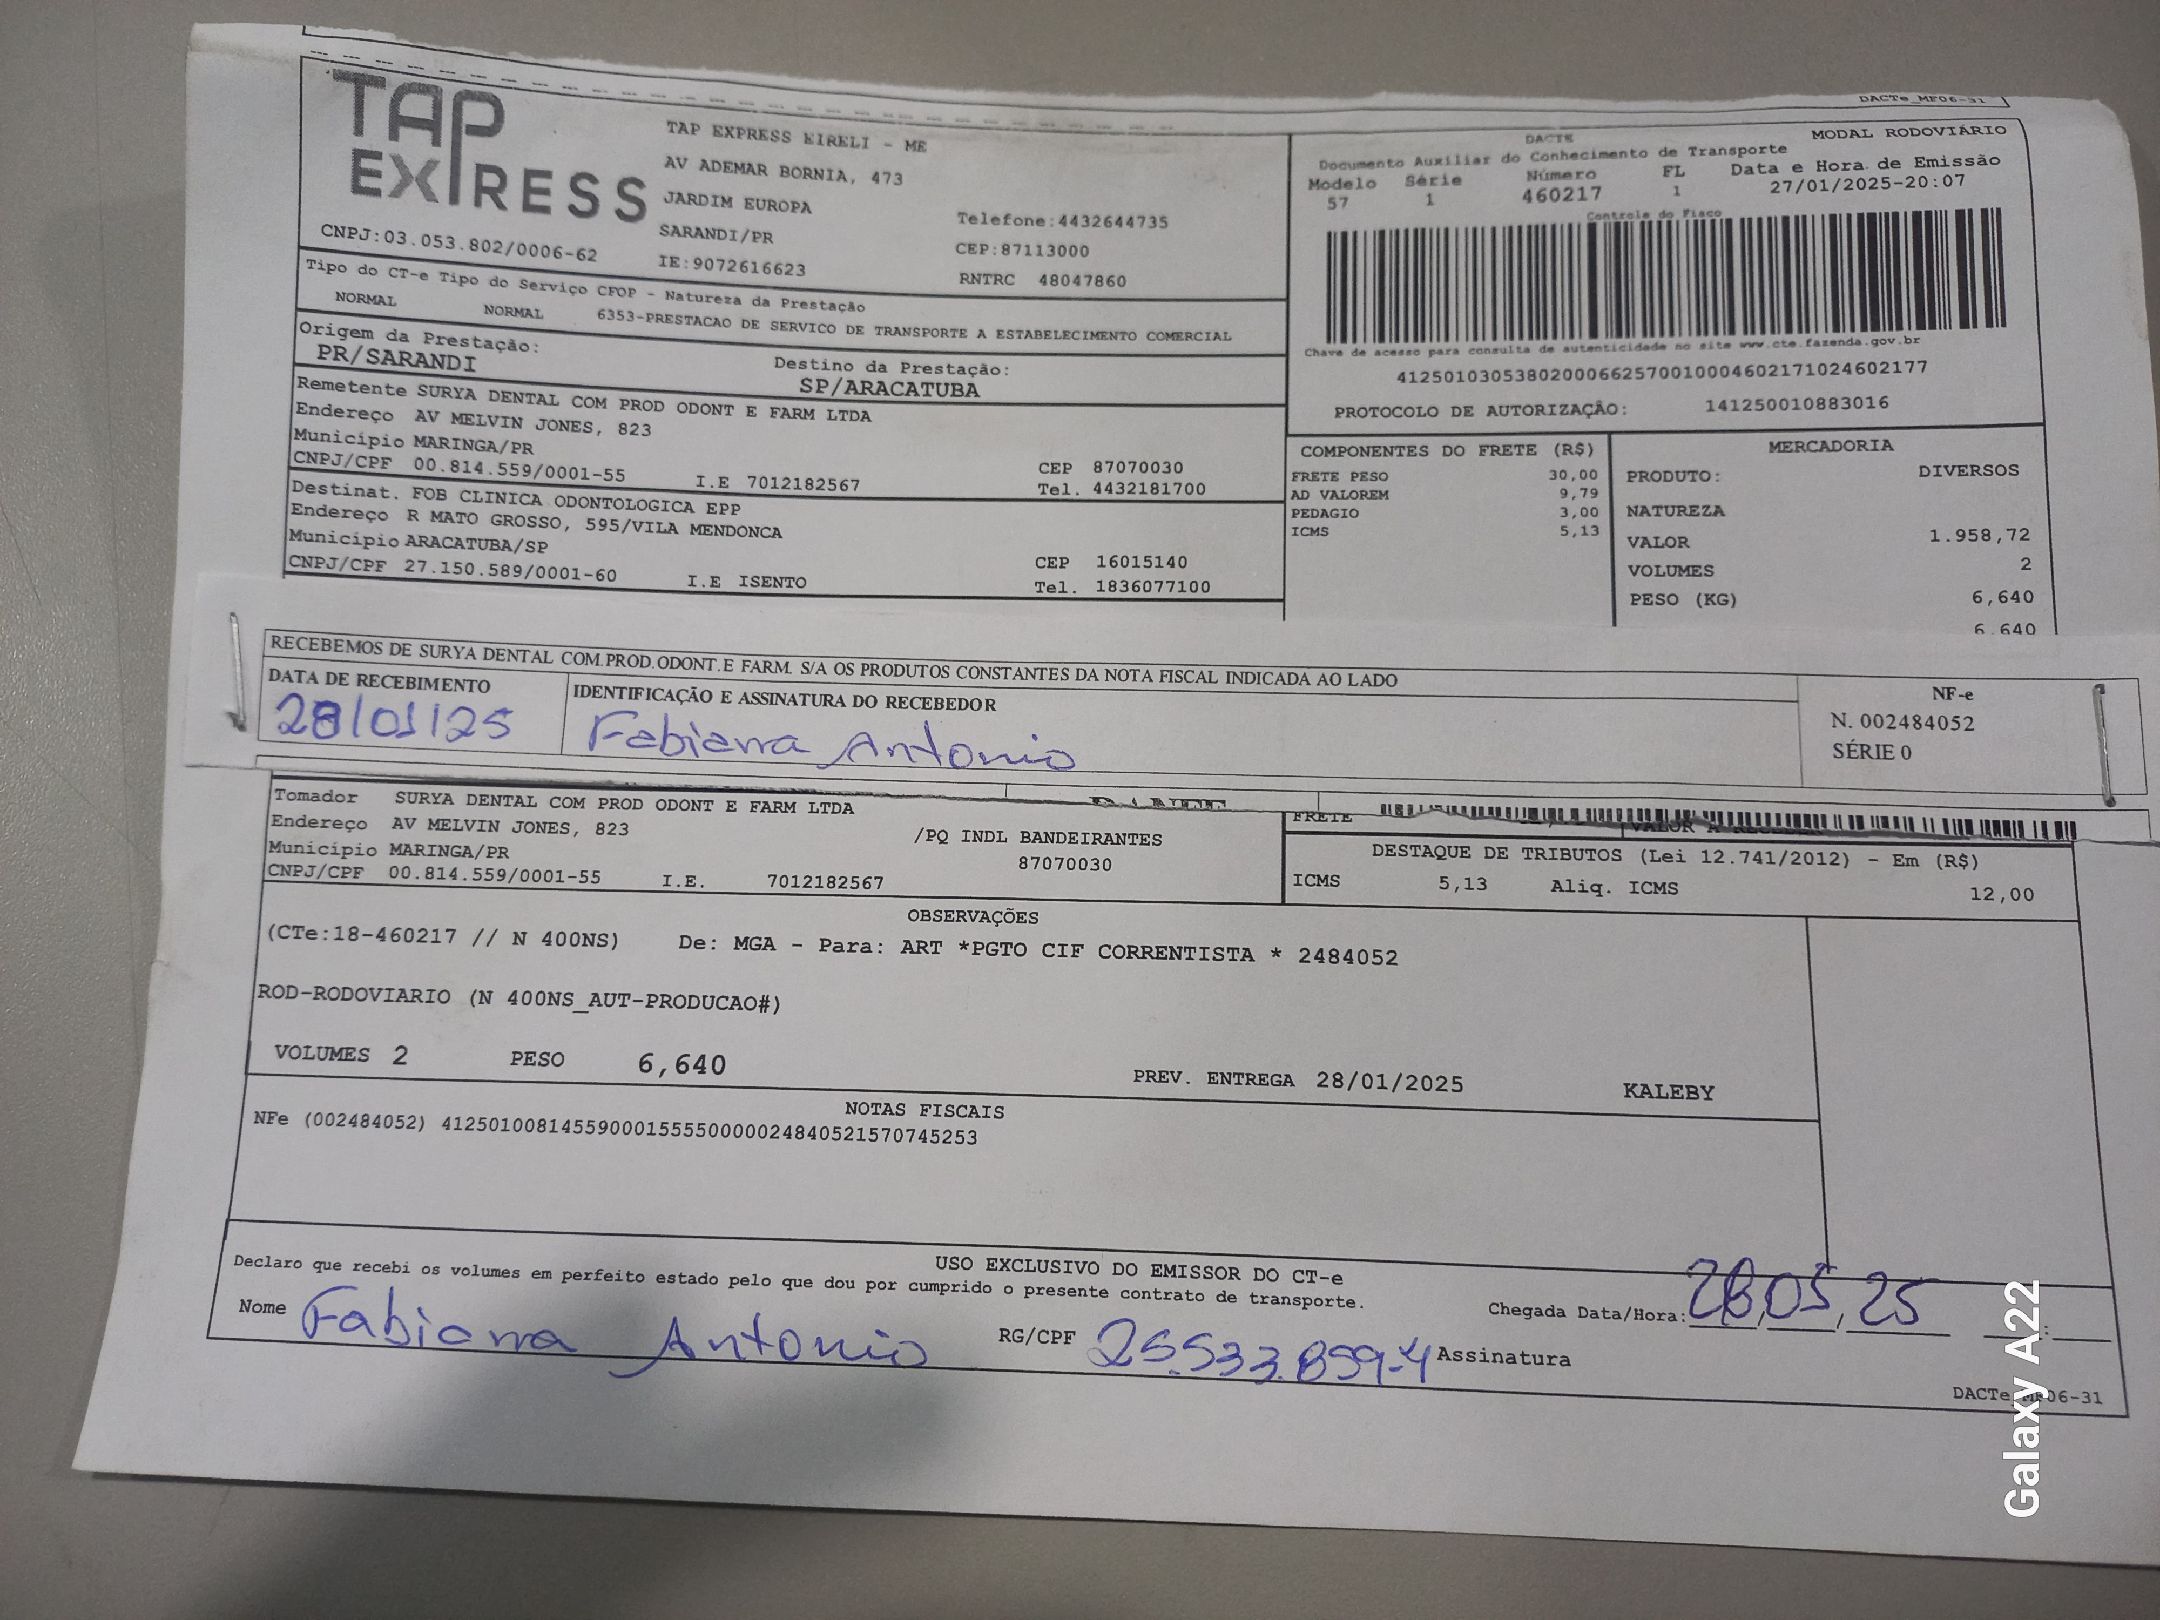 DACTe_MF06-31
TAP
EXPRESS
CNPJ:03.053.802/0006-62
TAP EXPRESS EIRELI - ME
AV ADEMAR BORNIA, 473
JARDIM EUROPA
SARANDI/PR
IE:9072616623
Telefone:4432644735
CEP:87113000
RNTRC 48047860
DACTE
MODAL RODOVIÁRIO
Documento Auxiliar do Conhecimento de Transporte
Modelo Série Número FL Data e Hora de Emissão
57 1 460217 1 27/01/2025-20:07
Controle do Fisco
Chave de acesso para consulta de autenticidade no site www.cte.fazenda.gov.br
41250103053802000662570010004602171024602177
PROTOCOLO DE AUTORIZAÇÃO: 141250010883016
Tipo do CT-e Tipo do Serviço CFOP - Natureza da Prestação
NORMAL NORMAL 6353-PRESTACAO DE SERVICO DE TRANSPORTE A ESTABELECIMENTO COMERCIAL
Origem da Prestação: Destino da Prestação:
PR/SARANDI SP/ARACATUBA
Remetente SURYA DENTAL COM PROD ODONT E FARM LTDA
Endereço AV MELVIN JONES, 823
Município MARINGA/PR CEP 87070030
CNPJ/CPF 00.814.559/0001-55 I.E 7012182567 Tel. 4432181700
Destinat. FOB CLINICA ODONTOLOGICA EPP
Endereço R MATO GROSSO, 595/VILA MENDONCA
Município ARACATUBA/SP CEP 16015140
CNPJ/CPF 27.150.589/0001-60 I.E ISENTO Tel. 1836077100
COMPONENTES DO FRETE (R$)
FRETE PESO 30,00
AD VALOREM 9,79
PEDAGIO 3,00
ICMS 5,13
MERCADORIA
PRODUTO: DIVERSOS
NATUREZA
VALOR 1.958,72
VOLUMES 2
PESO (KG) 6,640
6,640
RECEBEMOS DE SURYA DENTAL COM.PROD.ODONT.E FARM. S/A OS PRODUTOS CONSTANTES DA NOTA FISCAL INDICADA AO LADO
DATA DE RECEBIMENTO IDENTIFICAÇÃO E ASSINATURA DO RECEBEDOR
28/01/25 Fabiana Antonio
NF-e
N. 002484052
SÉRIE 0
Tomador SURYA DENTAL COM PROD ODONT E FARM LTDA
Endereço AV MELVIN JONES, 823 /PQ INDL BANDEIRANTES
Município MARINGA/PR 87070030
CNPJ/CPF 00.814.559/0001-55 I.E. 7012182567
FRETE VALOR A RECEBER
DESTAQUE DE TRIBUTOS (Lei 12.741/2012) - Em (R$)
ICMS 5,13 Aliq. ICMS 12,00
OBSERVAÇÕES
(CTe:18-460217 // N 400NS) De: MGA - Para: ART *PGTO CIF CORRENTISTA * 2484052
ROD-RODOVIARIO (N 400NS_AUT-PRODUCAO#)
VOLUMES 2 PESO 6,640 PREV. ENTREGA 28/01/2025 KALEBY
NOTAS FISCAIS
NFe (002484052) 41250100814559000155550000024840521570745253
USO EXCLUSIVO DO EMISSOR DO CT-e
Declaro que recebi os volumes em perfeito estado pelo que dou por cumprido o presente contrato de transporte.
Nome Fabiana Antonio RG/CPF 25.533.859-4 Assinatura
Chegada Data/Hora: 28,01,25 :
DACTe_MF06-31
Galaxy A22